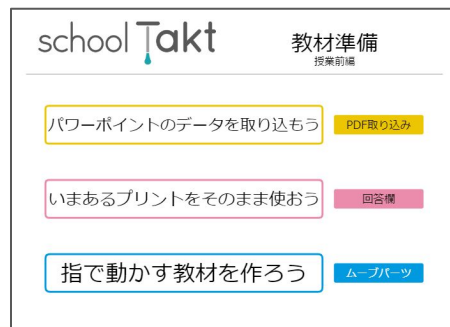 school Takt
教材準備
授業前編
パワーポイントのデータを取り込もう
PDF取り込み
いまあるプリントをそのまま使おう
回答欄
指で動かす教材を作ろう
ムーブパーツ